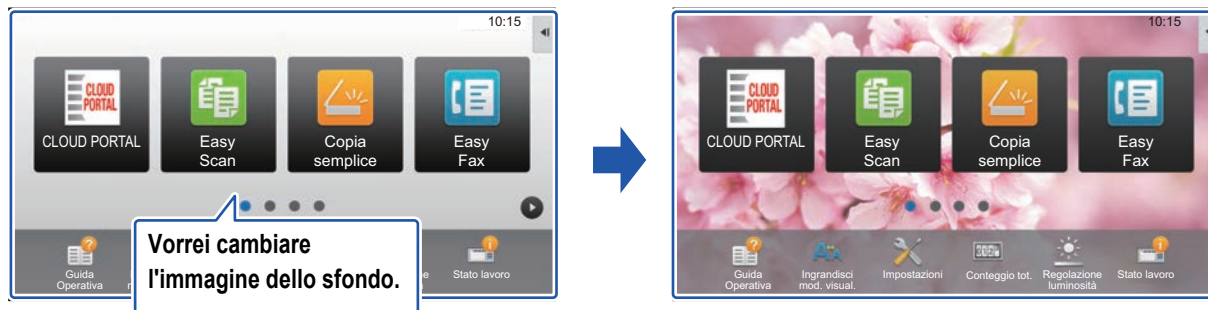 10:15
CLOUD
PORTAL
CLOUD PORTAL
Easy
Scan
Copia
semplice
Easy
Fax
Vorrei cambiare
l'immagine dello sfondo.
Guida
Operativa
Stato lavoro
10:15
CLOUD
PORTAL
CLOUD PORTAL
Easy
Scan
Copia
semplice
Easy
Fax
Guida
Operativa
Ingrandisci
mod. visual.
Impostazioni
Conteggio tot.
Regolazione
luminosità
Stato lavoro